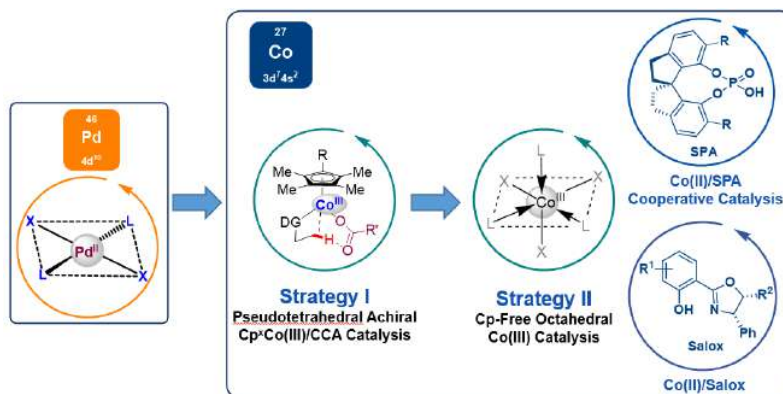 46
Pd
4d¹⁰
X
L
Pdᴵᴵ
L
X
27
Co
3d⁷4s²
R
Me
Me
Me
Me
Coᴵᴵᴵ
DG
O
R'
H
O
Strategy I
Pseudotetrahedral Achiral
CpˣCo(III)/CCA Catalysis
L
X
X
Coᴵᴵᴵ
L
L
X
Strategy II
Cp-Free Octahedral
Co(III) Catalysis
R
O
O
P
OH
O
R
SPA
Co(II)/SPA
Cooperative Catalysis
R¹
O
R²
N
OH
Ph
Salox
Co(II)/Salox